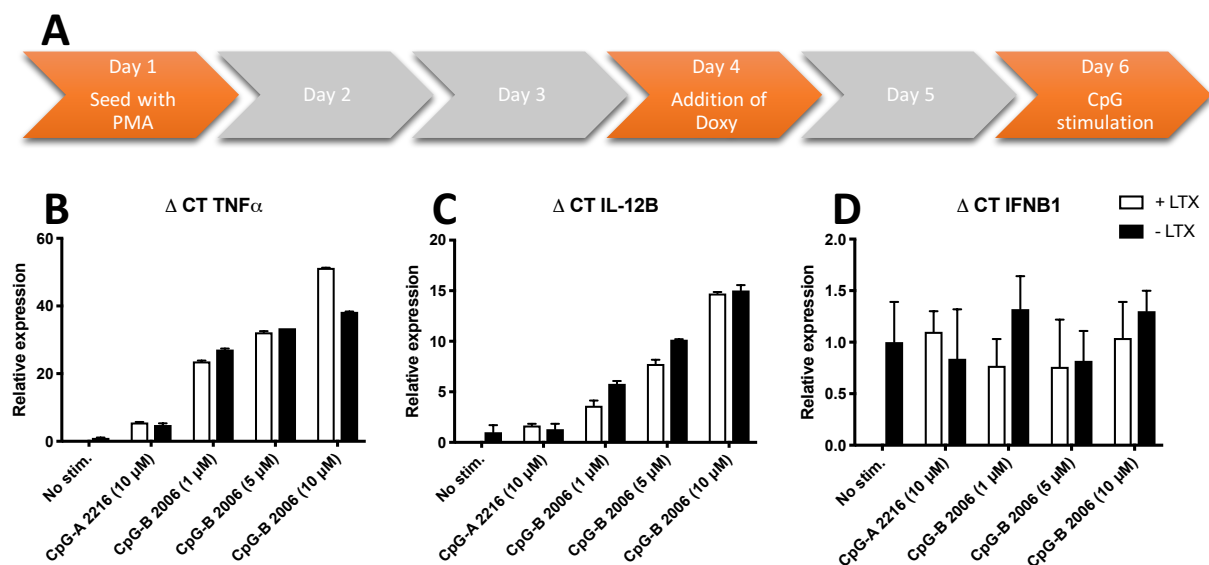 A
Day 1
Seed with
PMA
Day 2
Day 3
Day 4
Addition of
Doxy
Day 5
Day 6
CpG
stimulation
B
Δ CT TNFα
Relative expression
60
40
20
0
No stim.
CpG-A 2216 (10 µM)
CpG-B 2006 (1 µM)
CpG-B 2006 (5 µM)
CpG-B 2006 (10 µM)
C
Δ CT IL-12B
Relative expression
20
15
10
5
0
No stim.
CpG-A 2216 (10 µM)
CpG-B 2006 (1 µM)
CpG-B 2006 (5 µM)
CpG-B 2006 (10 µM)
D
Δ CT IFNB1
+ LTX
- LTX
Relative expression
2.0
1.5
1.0
0.5
0.0
No stim.
CpG-A 2216 (10 µM)
CpG-B 2006 (1 µM)
CpG-B 2006 (5 µM)
CpG-B 2006 (10 µM)